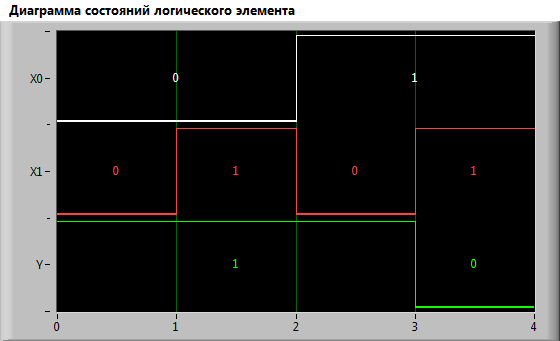 Диаграмма состояний логического элемента
X0 0 1
X1 0 1 0 1
Y 1 0
0 1 2 3 4